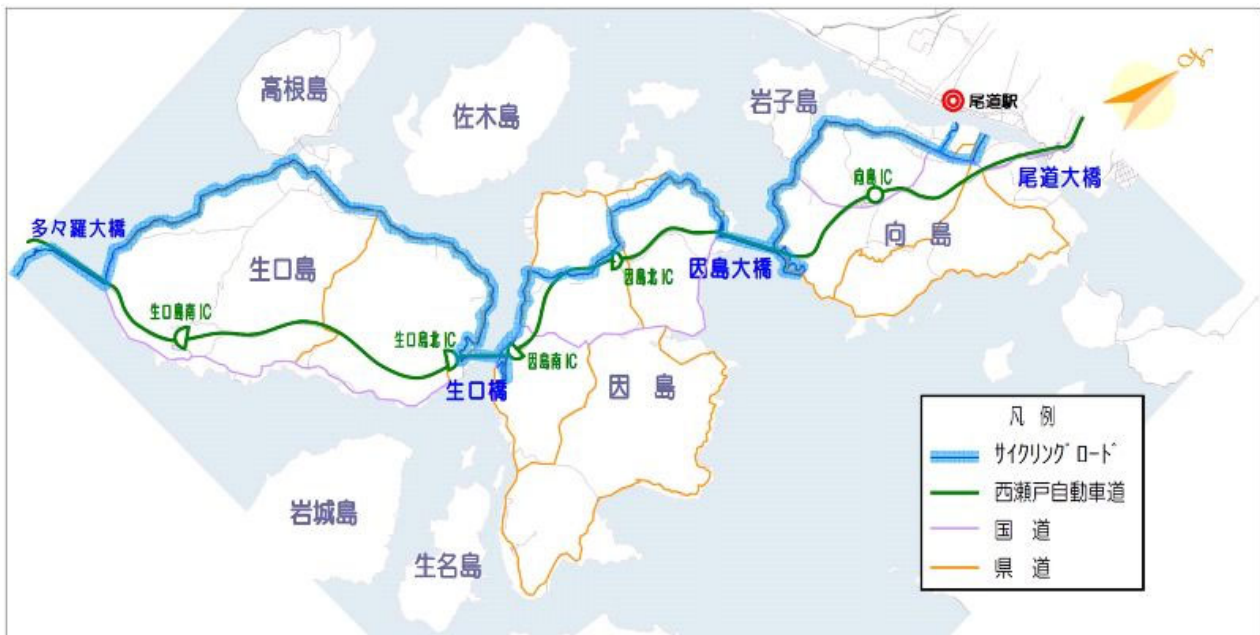 高根島
佐木島
岩子島
尾道駅
尾道大橋
向島IC
向 島
多々羅大橋
生口島
因島大橋
因島北IC
生口島南IC
生口島北IC
因島南IC
生口橋
因 島
岩城島
生名島
凡 例
サイクリングロード
西瀬戸自動車道
国 道
県 道